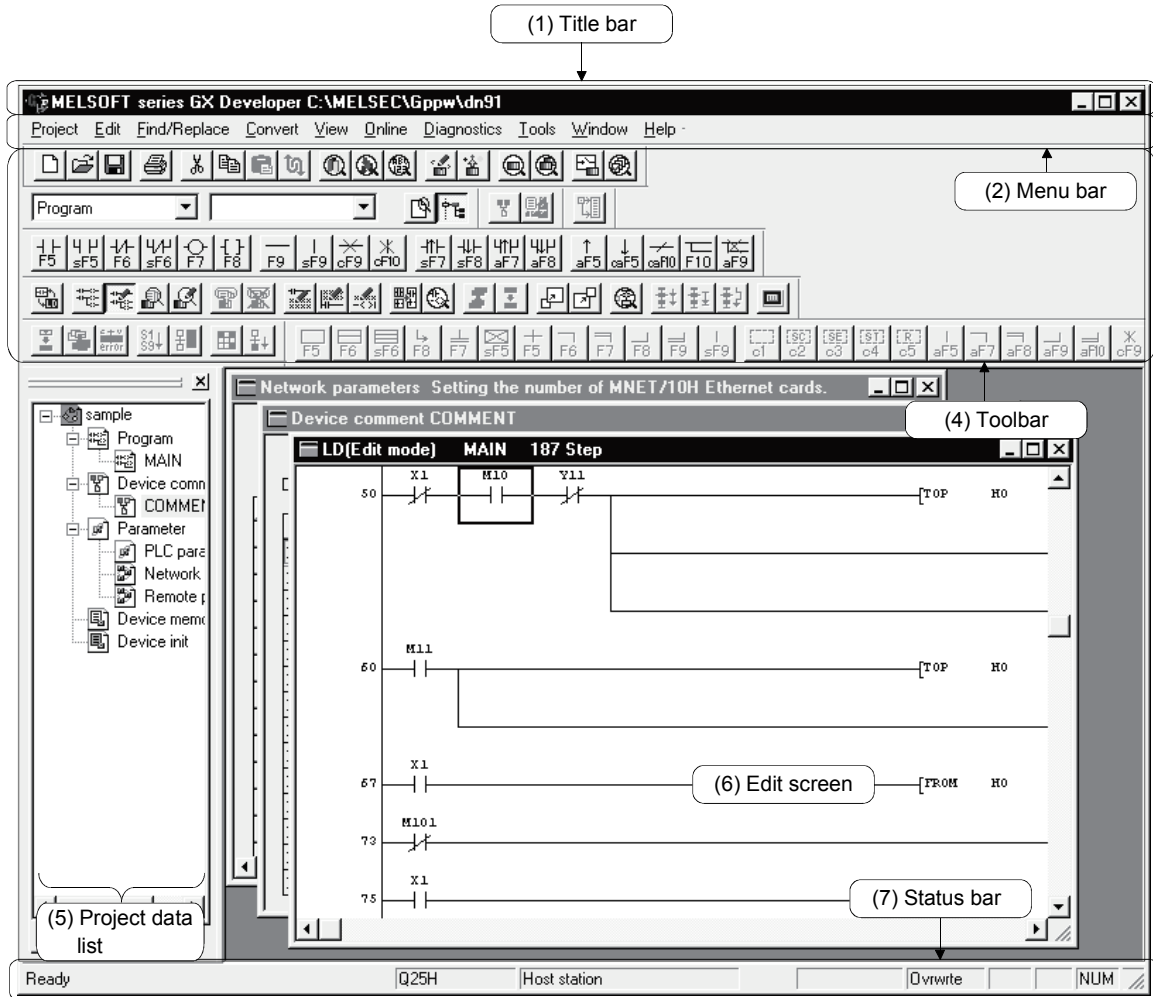 (1) Title bar
MELSOFT series GX Developer C:\MELSEC\Gppw\dn91
Project Edit Find/Replace Convert View Online Diagnostics Tools Window Help
(2) Menu bar
Program
F5 sF5 F6 sF6 F7 F8 F9 sF9 cF9 cF10 sF7 sF8 aF7 aF8 aF5 caF5 caF10 F10 aF9
error S1 S9 F5 F6 sF6 F8 F7 sF5 F5 F6 F7 F8 F9 sF9 c1 [SC] c2 [SE] c3 [ST] c4 [R] c5 aF5 aF7 aF8 aF9 aF10 cF9
(4) Toolbar
sample
Program
MAIN
Device comm
COMMEN
Parameter
PLC para
Network
Remote p
Device memo
Device init
(5) Project data
list
Network parameters Setting the number of MNET/10H Ethernet cards.
Device comment COMMENT
LD(Edit mode) MAIN 187 Step
X1 M10 Y11
50 [TOP H0
M11
60 [TOP H0
X1
67 (6) Edit screen [FROM H0
M101
73
X1
75
(7) Status bar
Ready Q25H Host station Ovrwrte NUM